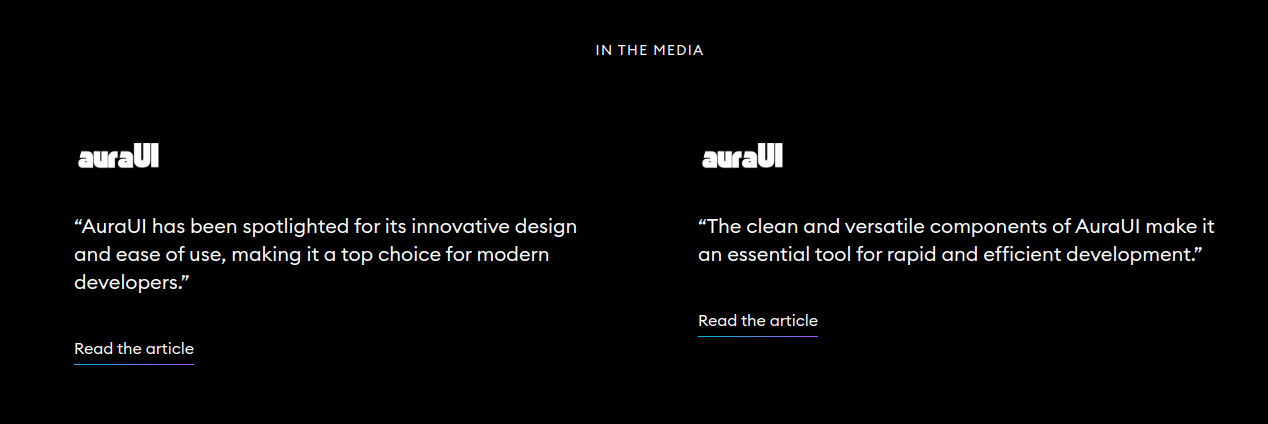 IN THE MEDIA
auraUI
“AuraUI has been spotlighted for its innovative design
and ease of use, making it a top choice for modern
developers.”
Read the article
auraUI
“The clean and versatile components of AuraUI make it
an essential tool for rapid and efficient development.”
Read the article